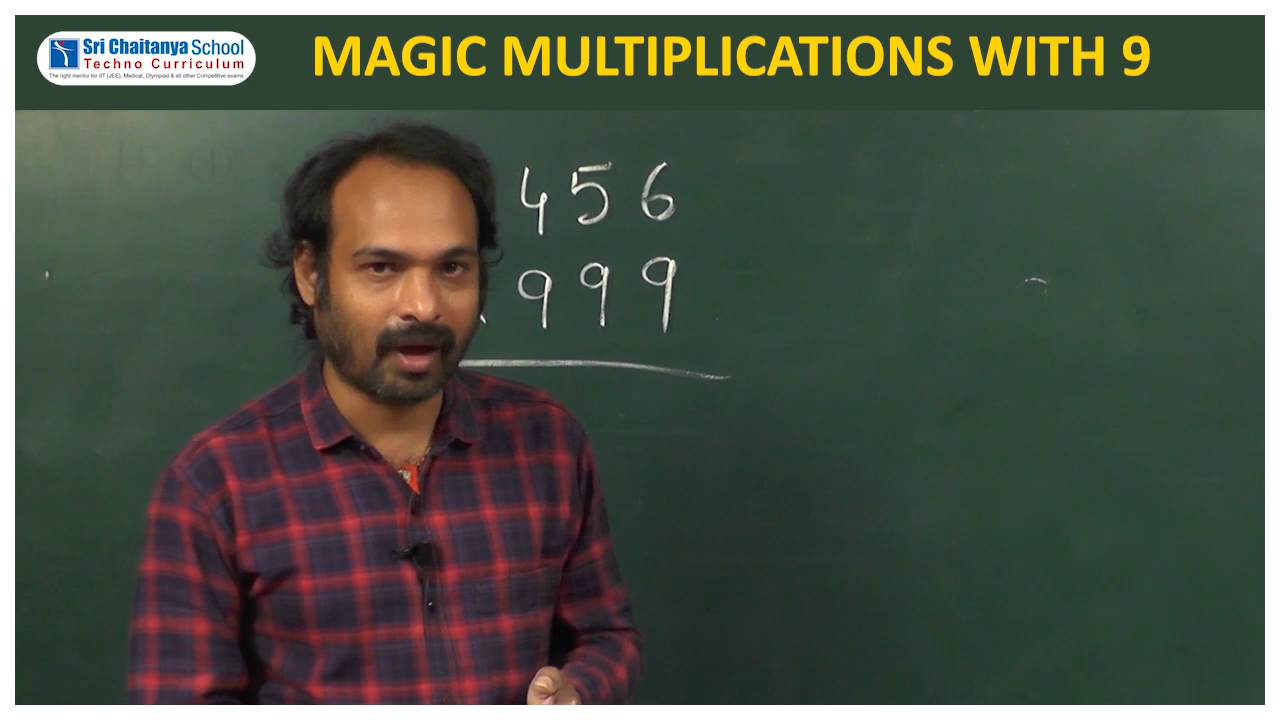 Sri Chaitanya School
Techno Curriculum
The right mentor for IIT (JEE), Medical, Olympiad & all other Competitive exams
MAGIC MULTIPLICATIONS WITH 9
456
999